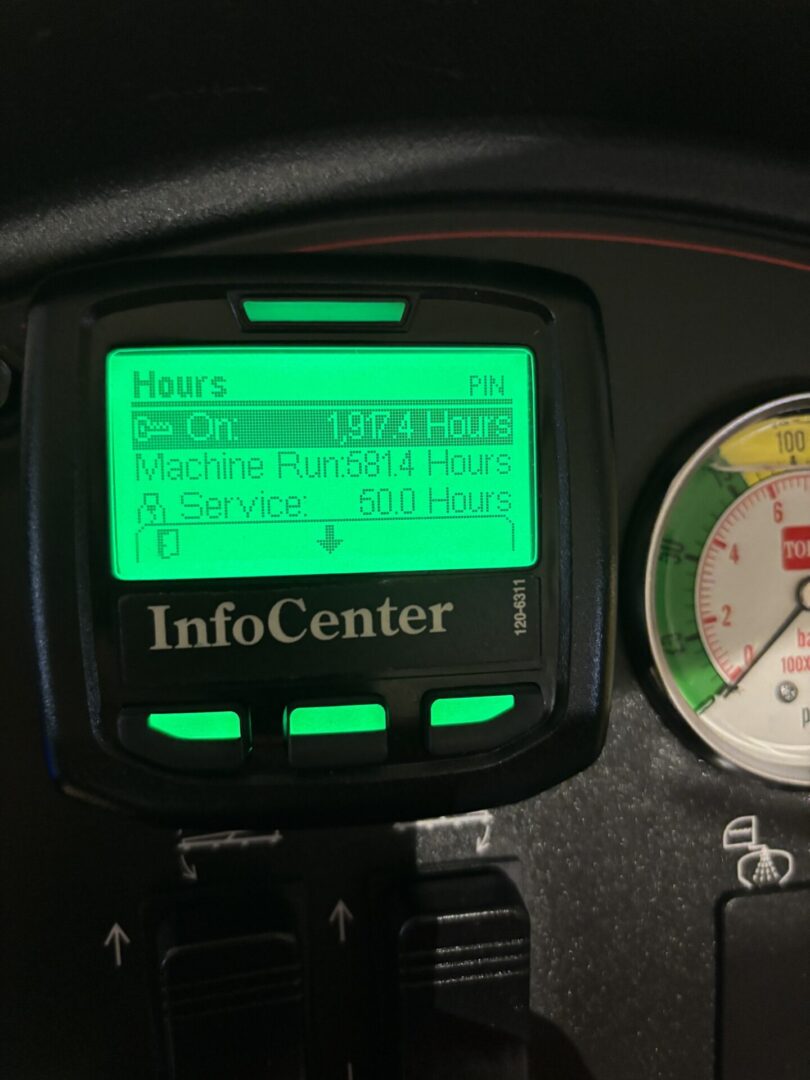 Hours PIN
On: 1,917.4 Hours
Machine Run:581.4 Hours
Service: 50.0 Hours
InfoCenter
120-6311
100
6
4
2
0
100X